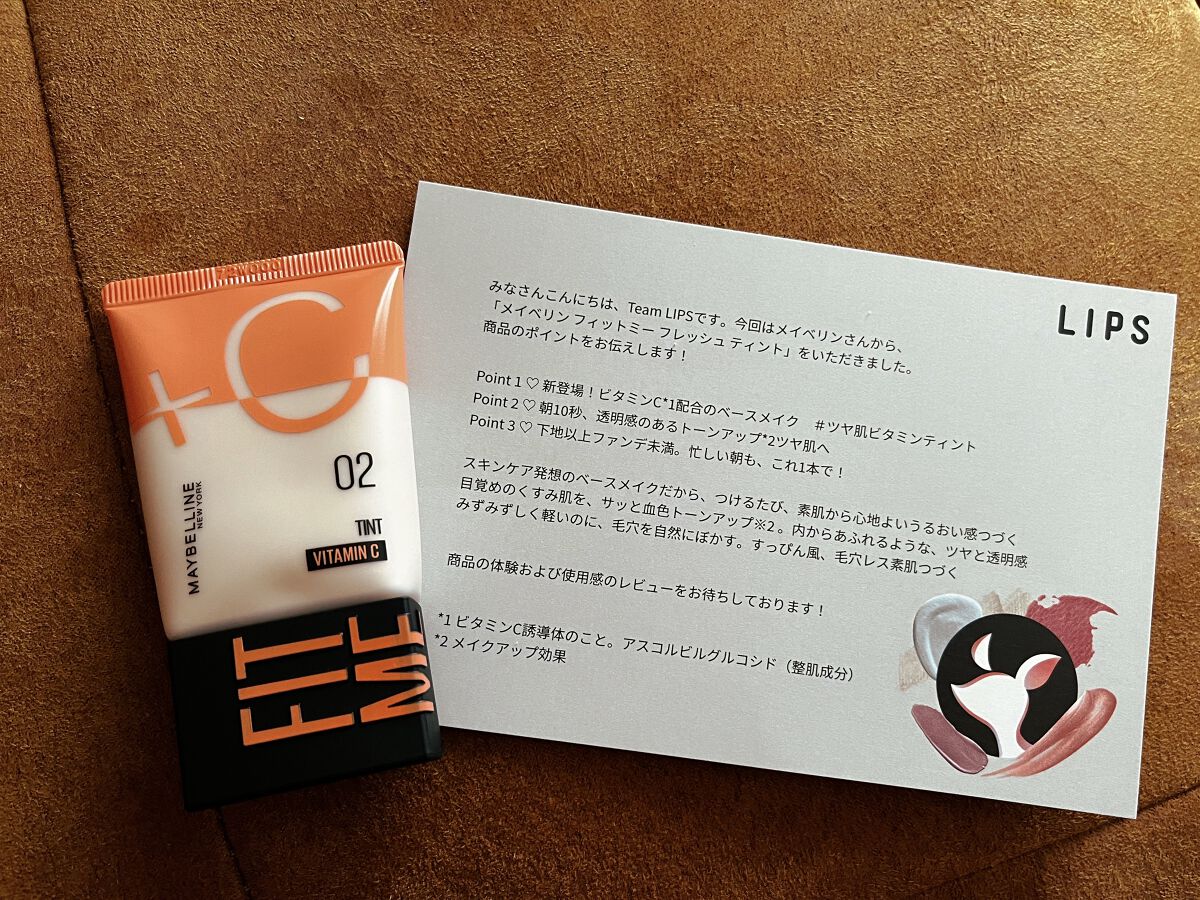 +C
02
TINT
VITAMIN C
MAYBELLINE
NEW YORK
FIT
ME
LIPS
みなさんこんにちは、Team LIPSです。今回はメイベリンさんから、
「メイベリン フィットミー フレッシュ ティント」をいただきました。
商品のポイントをお伝えします！
Point 1 ♡ 新登場！ビタミンC*1配合のベースメイク　＃ツヤ肌ビタミンティント
Point 2 ♡ 朝10秒、透明感のあるトーンアップ*2ツヤ肌へ
Point 3 ♡ 下地以上ファンデ未満。忙しい朝も、これ1本で！
スキンケア発想のベースメイクだから、つけるたび、素肌から心地よいうるおい感つづく
目覚めのくすみ肌を、サッと血色トーンアップ※2。内からあふれるような、ツヤと透明感
みずみずしく軽いのに、毛穴を自然にぼかす。すっぴん風、毛穴レス素肌つづく
商品の体験および使用感のレビューをお待ちしております！
*1 ビタミンC誘導体のこと。アスコルビルグルコシド（整肌成分）
*2 メイクアップ効果